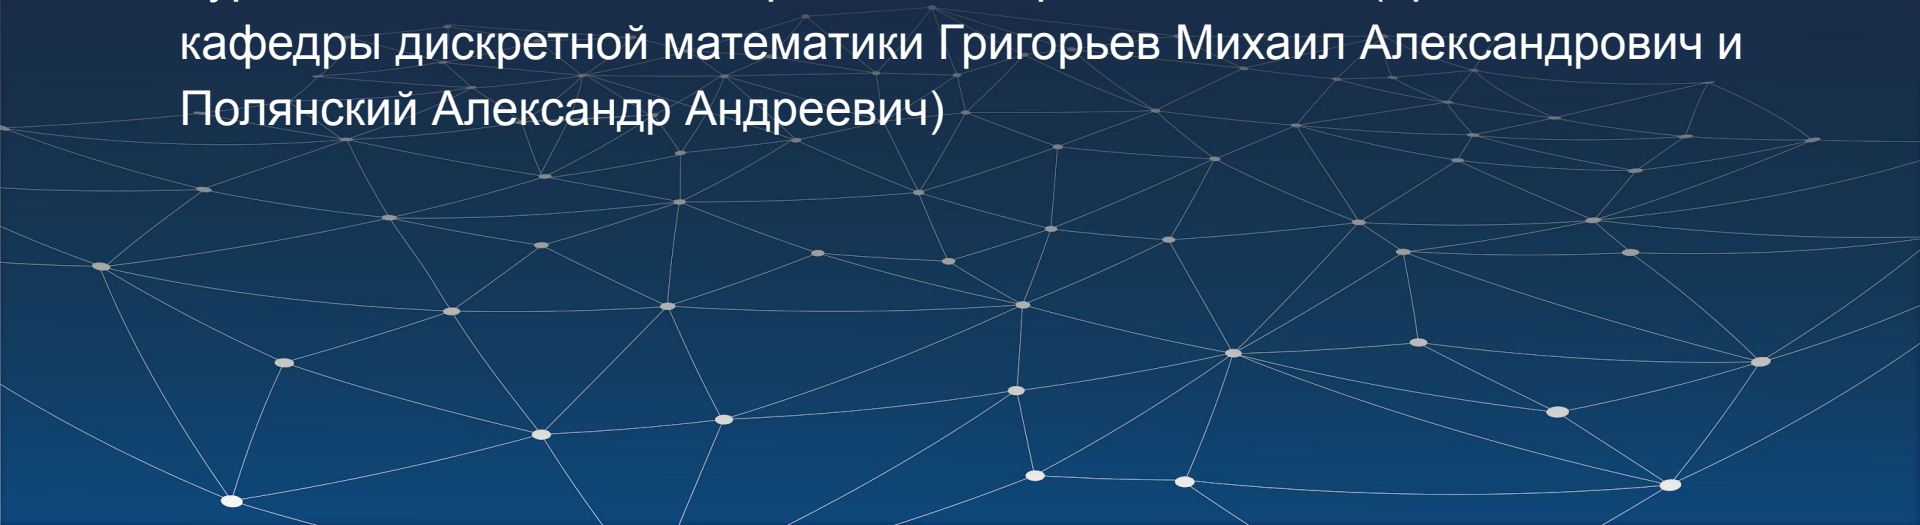 кафедры дискретной математики Григорьев Михаил Александрович и
Полянский Александр Андреевич)